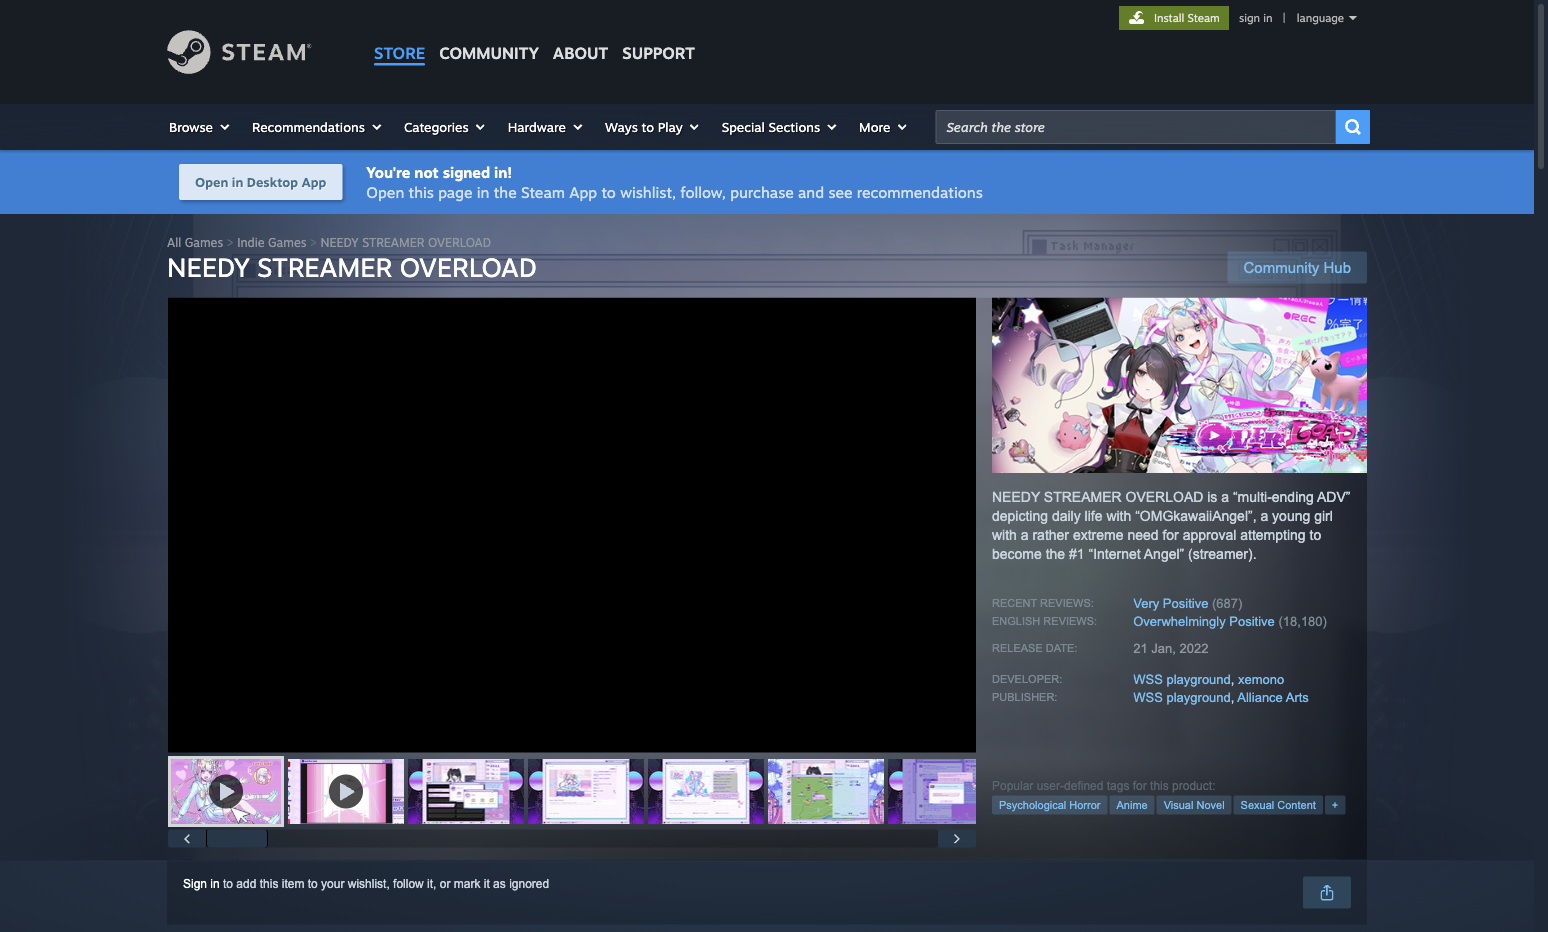 Install Steam
sign in | language
STEAM®
STORE COMMUNITY ABOUT SUPPORT
Browse Recommendations Categories Hardware Ways to Play Special Sections More
Search the store
Open in Desktop App
You're not signed in!
Open this page in the Steam App to wishlist, follow, purchase and see recommendations
All Games > Indie Games > NEEDY STREAMER OVERLOAD
Task Manager
NEEDY STREAMER OVERLOAD
Community Hub
REC
%完了
NEEDY STREAMER OVERLOAD is a “multi-ending ADV”
depicting daily life with “OMGkawaiiAngel”, a young girl
with a rather extreme need for approval attempting to
become the #1 “Internet Angel” (streamer).
RECENT REVIEWS: Very Positive (687)
ENGLISH REVIEWS: Overwhelmingly Positive (18,180)
RELEASE DATE: 21 Jan, 2022
DEVELOPER: WSS playground, xemono
PUBLISHER: WSS playground, Alliance Arts
Popular user-defined tags for this product:
Psychological Horror Anime Visual Novel Sexual Content +
Sign in to add this item to your wishlist, follow it, or mark it as ignored